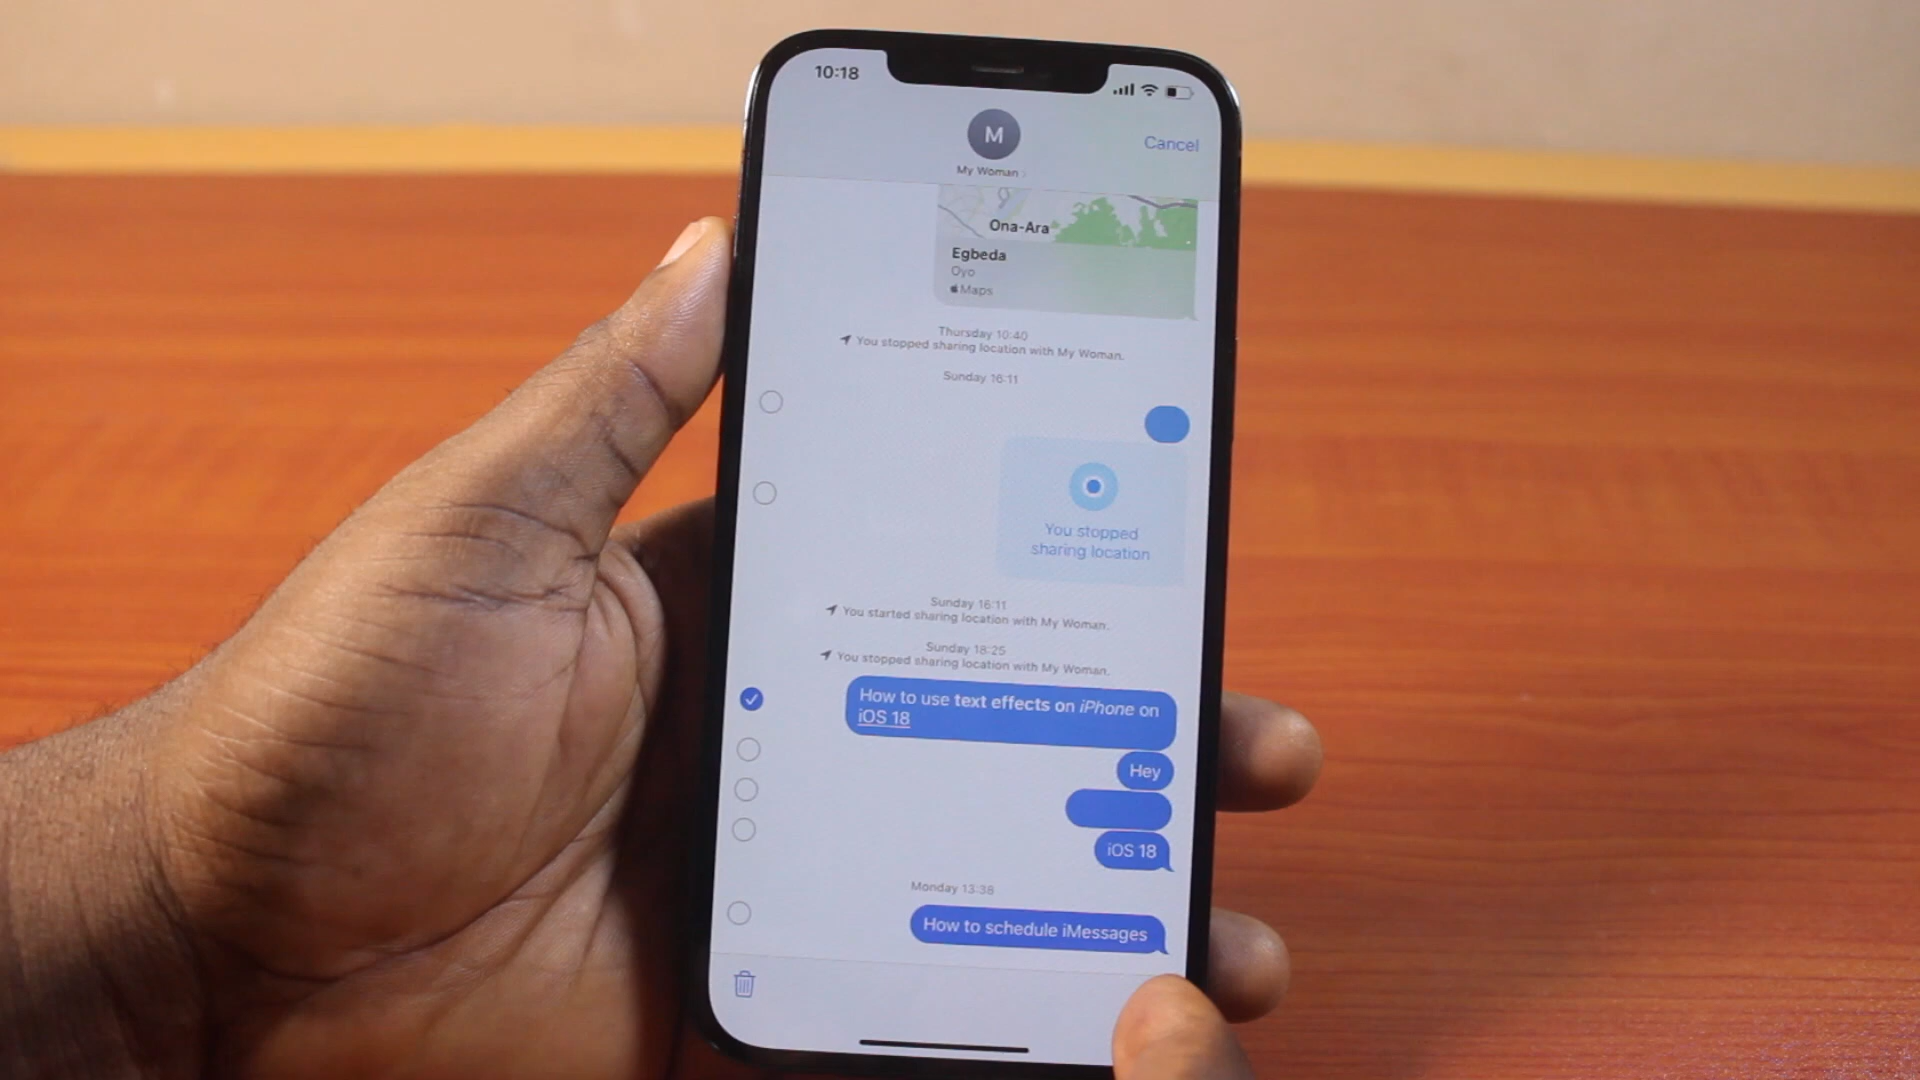 10:18
M
My Woman
Cancel
Ona-Ara
Egbeda
Oyo
Maps
Thursday 10:40
You stopped sharing location with My Woman.
Sunday 16:11
You stopped
sharing location
Sunday 16:11
You started sharing location with My Woman.
Sunday 18:25
You stopped sharing location with My Woman.
How to use text effects on iPhone on
iOS 18
Hey
iOS 18
Monday 13:38
How to schedule iMessages